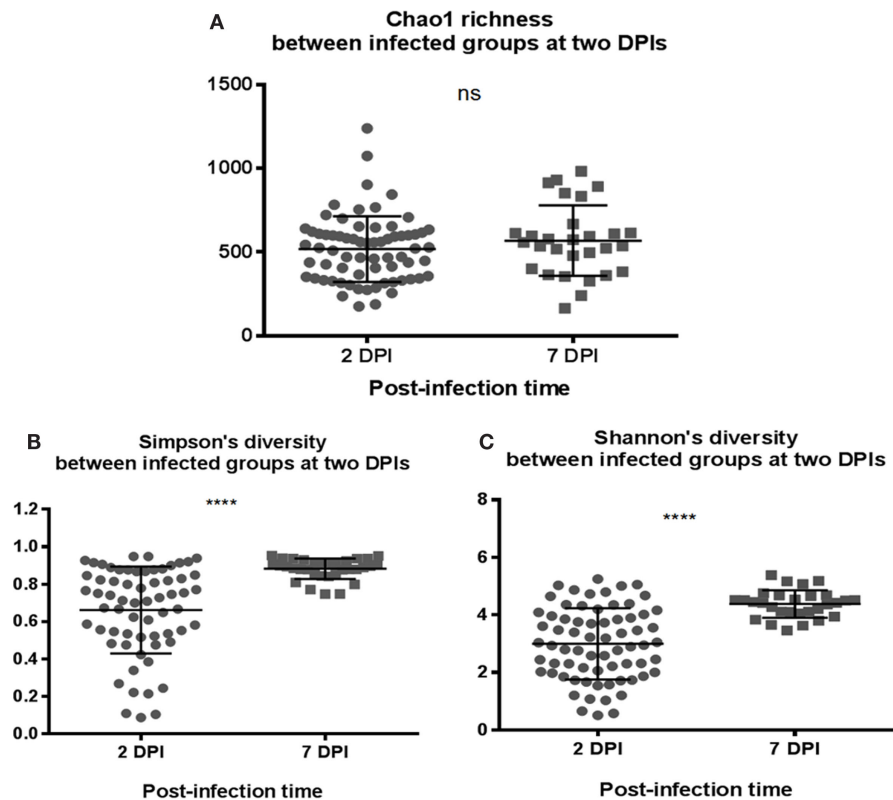 A
Chao1 richness
between infected groups at two DPIs
ns
1500
1000
500
0
2 DPI
7 DPI
Post-infection time
B
Simpson's diversity
between infected groups at two DPIs
****
1.2
1.0
0.8
0.6
0.4
0.2
0.0
2 DPI
7 DPI
Post-infection time
C
Shannon's diversity
between infected groups at two DPIs
****
8
6
4
2
0
2 DPI
7 DPI
Post-infection time